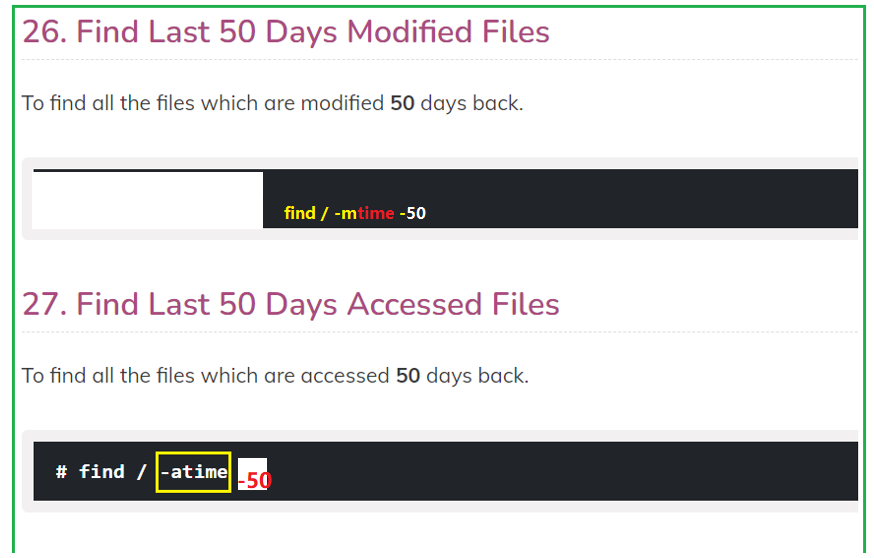 26. Find Last 50 Days Modified Files
To find all the files which are modified 50 days back.
find / -mtime -50
27. Find Last 50 Days Accessed Files
To find all the files which are accessed 50 days back.
# find / -atime -50